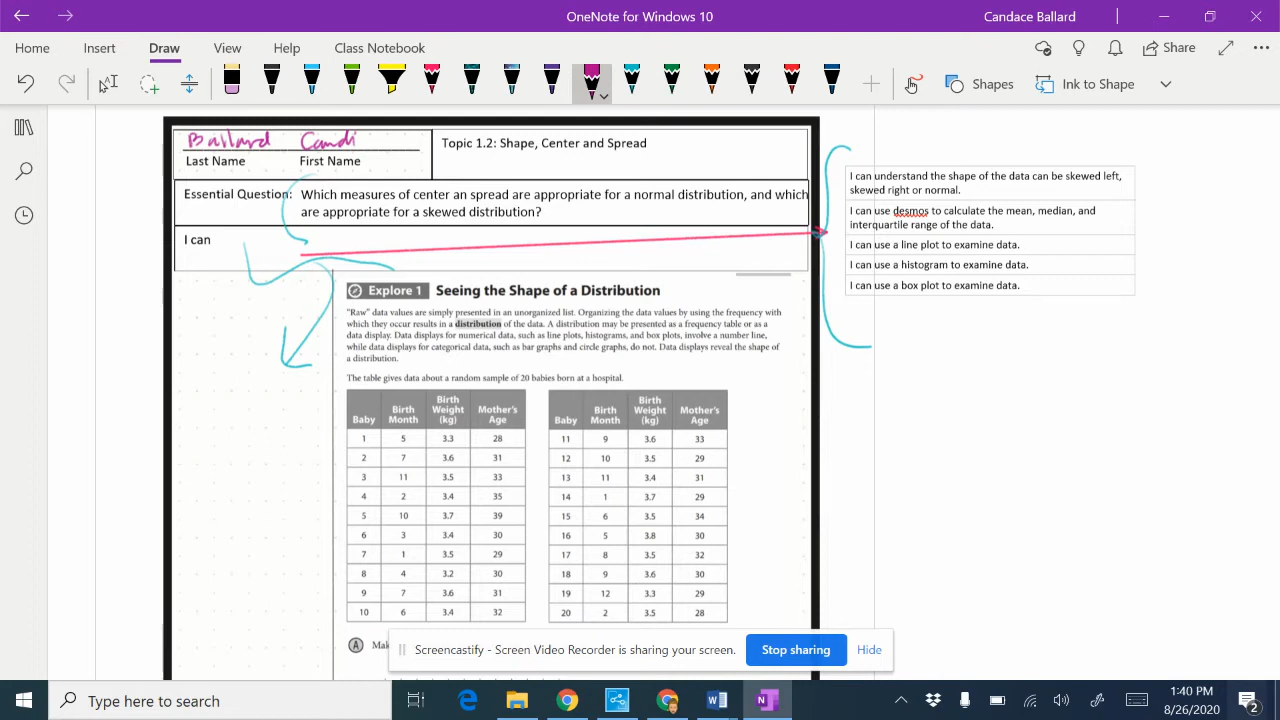 OneNote for Windows 10
Candace Ballard
Home Insert Draw View Help Class Notebook
Share
Shapes
Ink to Shape
Ballard Candi
Last Name First Name
Topic 1.2: Shape, Center and Spread
Essential Question: Which measures of center an spread are appropriate for a normal distribution, and which
are appropriate for a skewed distribution?
I can
I can understand the shape of the data can be skewed left,
skewed right or normal.
I can use desmos to calculate the mean, median, and
interquartile range of the data.
I can use a line plot to examine data.
I can use a histogram to examine data.
I can use a box plot to examine data.
Explore 1 Seeing the Shape of a Distribution
"Raw" data values are simply presented in an unorganized list. Organizing the data values by using the frequency with
which they occur results in a distribution of the data. A distribution may be presented as a frequency table or as a
data display. Data displays for numerical data, such as line plots, histograms, and box plots, involve a number line,
while data displays for categorical data, such as bar graphs and circle graphs, do not. Data displays reveal the shape of
a distribution.
The table gives data about a random sample of 20 babies born at a hospital.
Baby Birth Month Birth Weight (kg) Mother's Age
1 5 3.3 28
2 7 3.6 31
3 11 3.5 33
4 2 3.4 35
5 10 3.7 39
6 3 3.4 30
7 1 3.5 29
8 4 3.2 30
9 7 3.6 31
10 6 3.4 32
Baby Birth Month Birth Weight (kg) Mother's Age
11 9 3.6 33
12 10 3.5 29
13 11 3.4 31
14 1 3.7 29
15 6 3.5 34
16 5 3.8 30
17 8 3.5 32
18 9 3.6 30
19 12 3.3 29
20 2 3.5 28
A
Screencastify - Screen Video Recorder is sharing your screen. Stop sharing Hide
Type here to search
1:40 PM
8/26/2020
2